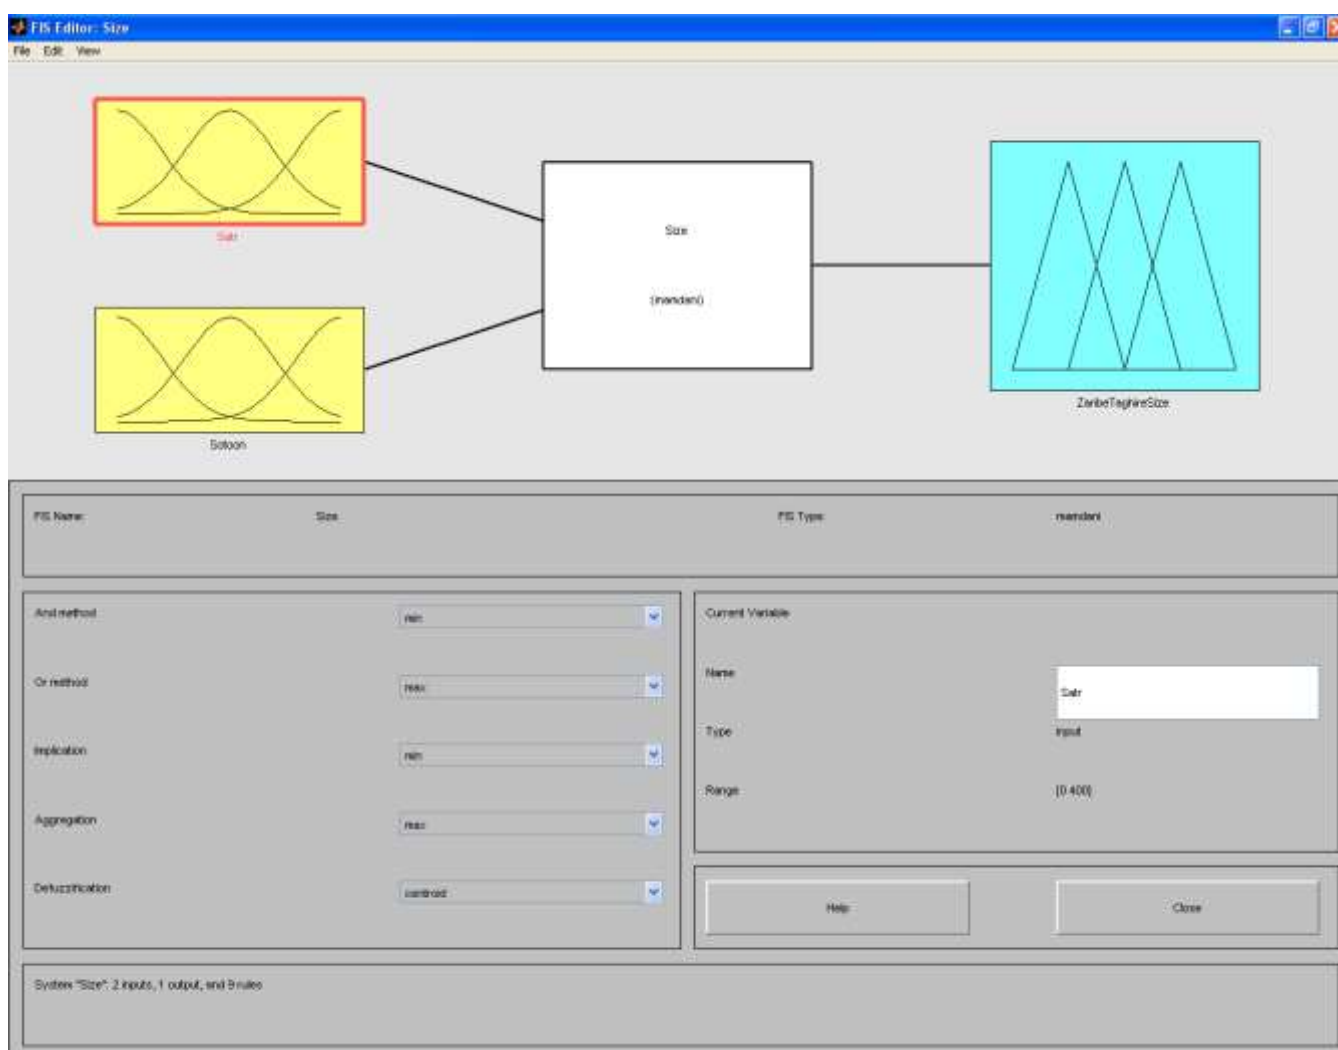 FIS Editor: Size
File Edit View
Satr
Size
(mamdani)
Sotoon
ZaribeTaghireSize
FIS Name: Size FIS Type: mamdani
And method min
Or method max
Implication min
Aggregation max
Defuzzification centroid
Current Variable
Name Satr
Type input
Range [0 400]
Help Close
System "Size": 2 inputs, 1 output, and 9 rules